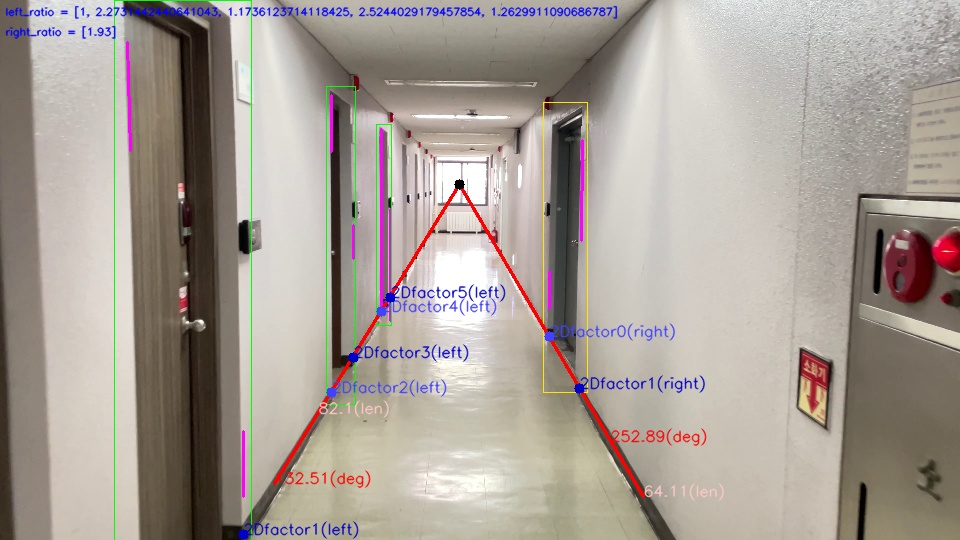 left_ratio = [1, 2.2731442440641043, 1.1736123714118425, 2.5244029179457854, 1.2629911090686787]
right_ratio = [1.93]
2Dfactor5(left)
2Dfactor4(left)
2Dfactor0(right)
2Dfactor3(left)
2Dfactor2(left)
2Dfactor1(right)
82.1(len)
252.89(deg)
32.51(deg)
64.11(len)
2Dfactor1(left)
소화기